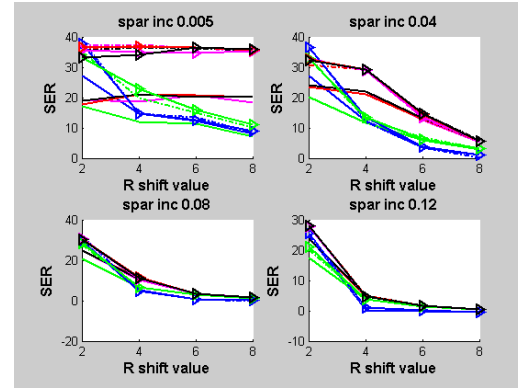 spar inc 0.005
SER
40
30
20
10
0
2 4 6 8
R shift value
spar inc 0.04
SER
40
30
20
10
0
2 4 6 8
R shift value
spar inc 0.08
SER
40
20
0
-20
2 4 6 8
R shift value
spar inc 0.12
SER
30
20
10
0
-10
2 4 6 8
R shift value